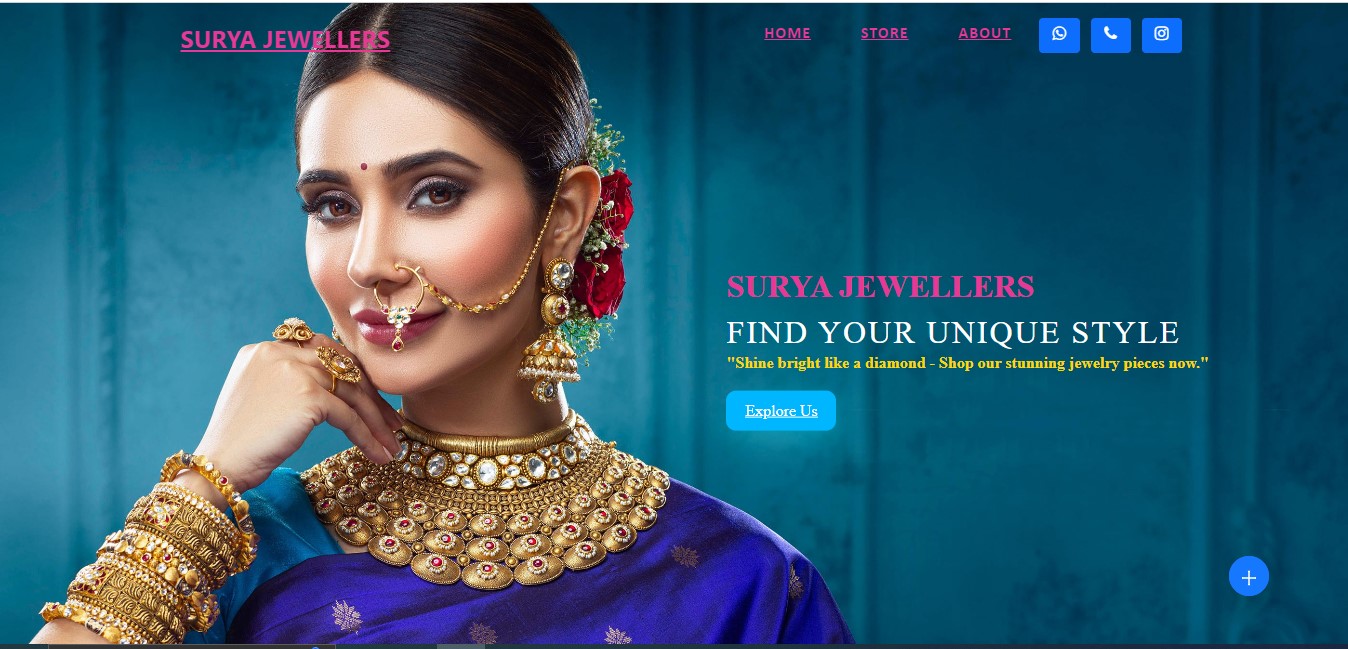 SURYA JEWELLERS
HOME STORE ABOUT
SURYA JEWELLERS
FIND YOUR UNIQUE STYLE
"Shine bright like a diamond - Shop our stunning jewelry pieces now."
Explore Us